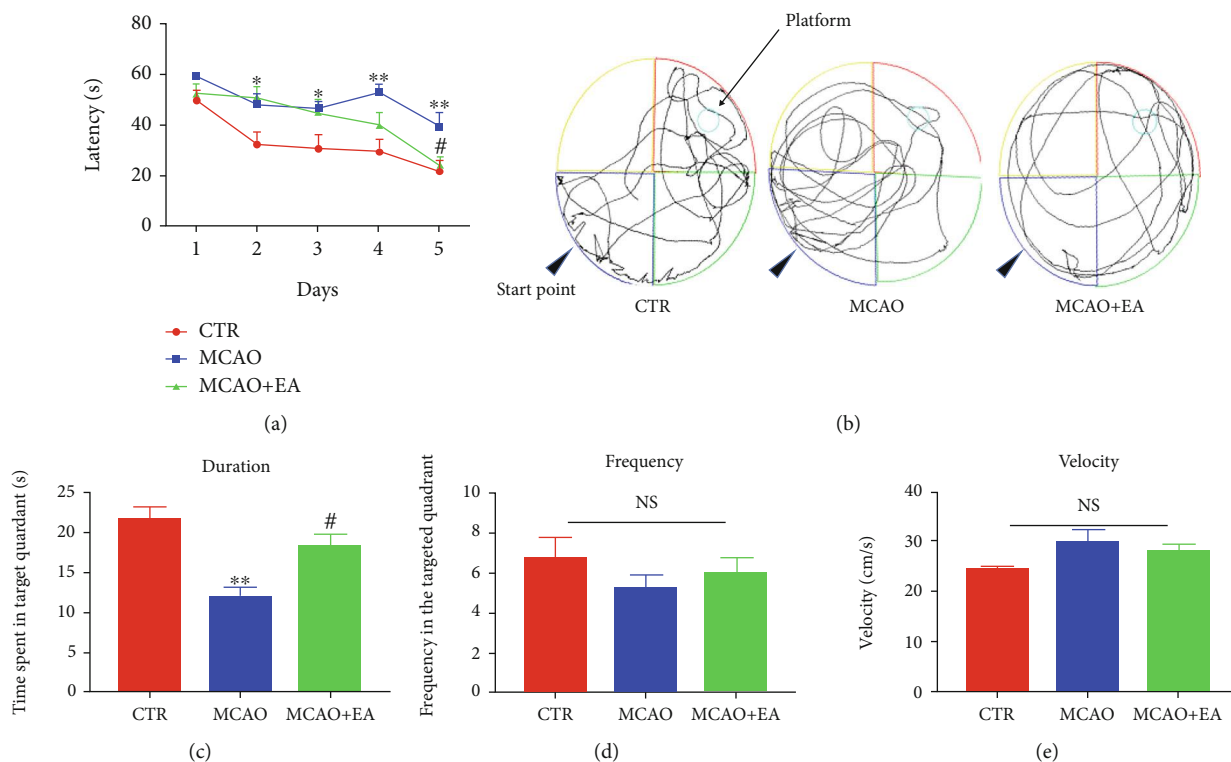 80
60
40
20
0
Latency (s)
*
*
**
**
#
1 2 3 4 5
Days
CTR
MCAO
MCAO+EA
(a)
Platform
Start point
CTR MCAO MCAO+EA
(b)
Duration
Time spent in target quardant (s)
25
20
15
10
5
0
**
#
CTR MCAO MCAO+EA
(c)
Frequency
Frequency in the targeted quadrant
10
8
6
4
2
0
NS
CTR MCAO MCAO+EA
(d)
Velocity
Velocity (cm/s)
40
30
20
10
0
NS
CTR MCAO MCAO+EA
(e)